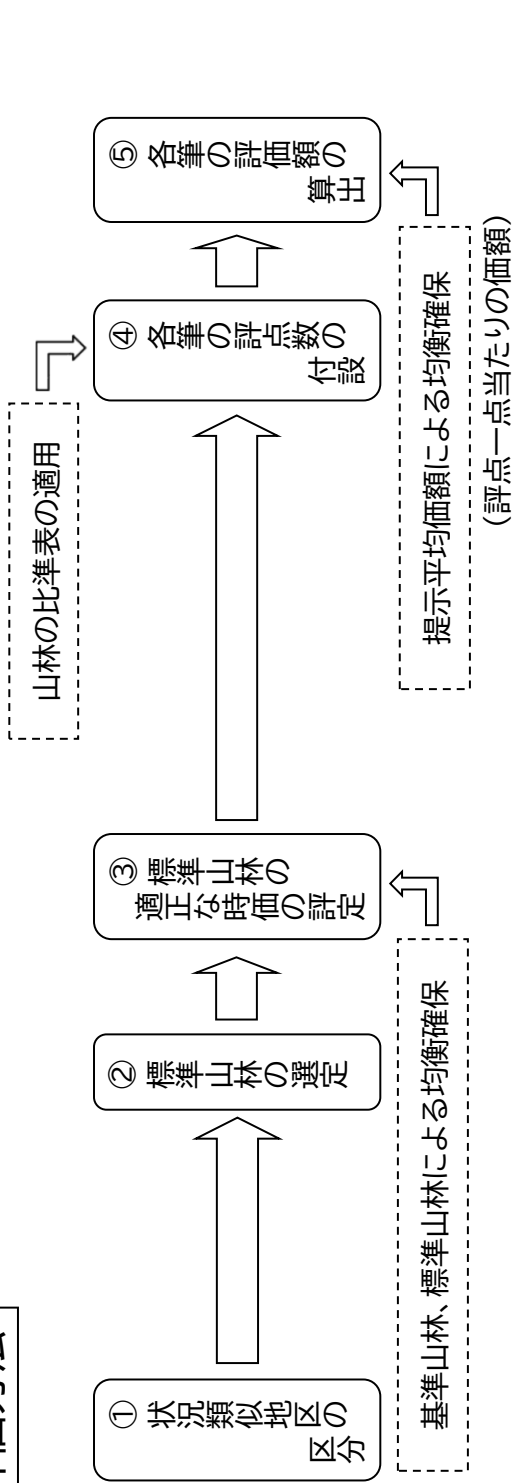 ① 状況類似地区の
区分
② 標準山林の選定
③ 標準山林の
適正な時価の評定
基準山林、標準山林による均衡確保
山林の比準表の適用
④ 各筆の評点数の
付設
⑤ 各筆の評価額の
算出
提示平均価額による均衡確保
(評点一点当たりの価額)